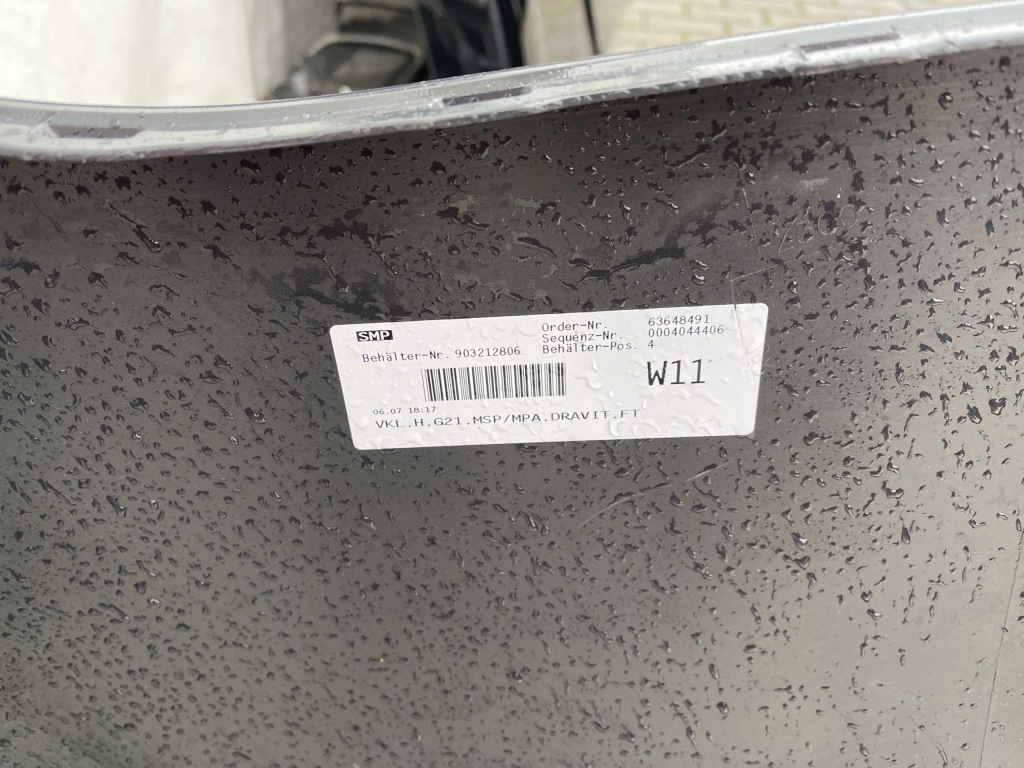 SMP
Order-Nr. 63648491
Sequenz-Nr. 0004044406
Behälter-Nr. 903212806 Behälter-Pos. 4
W11
06.07 18:17
VKL.H.G21.MSP/MPA.DRAVIT.FT